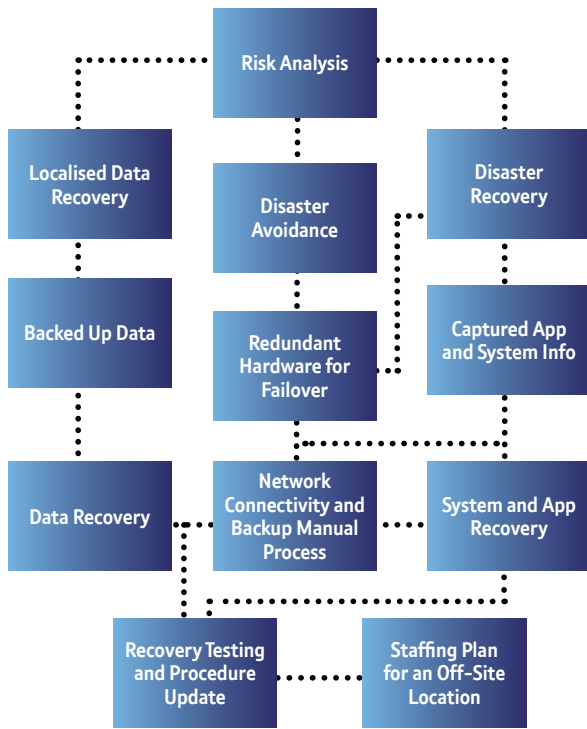 Risk Analysis
Localised Data
Recovery
Disaster
Avoidance
Disaster
Recovery
Backed Up Data
Redundant
Hardware for
Failover
Captured App
and System Info
Data Recovery
Network
Connectivity and
Backup Manual
Process
System and App
Recovery
Recovery Testing
and Procedure
Update
Staffing Plan
for an Off-Site
Location